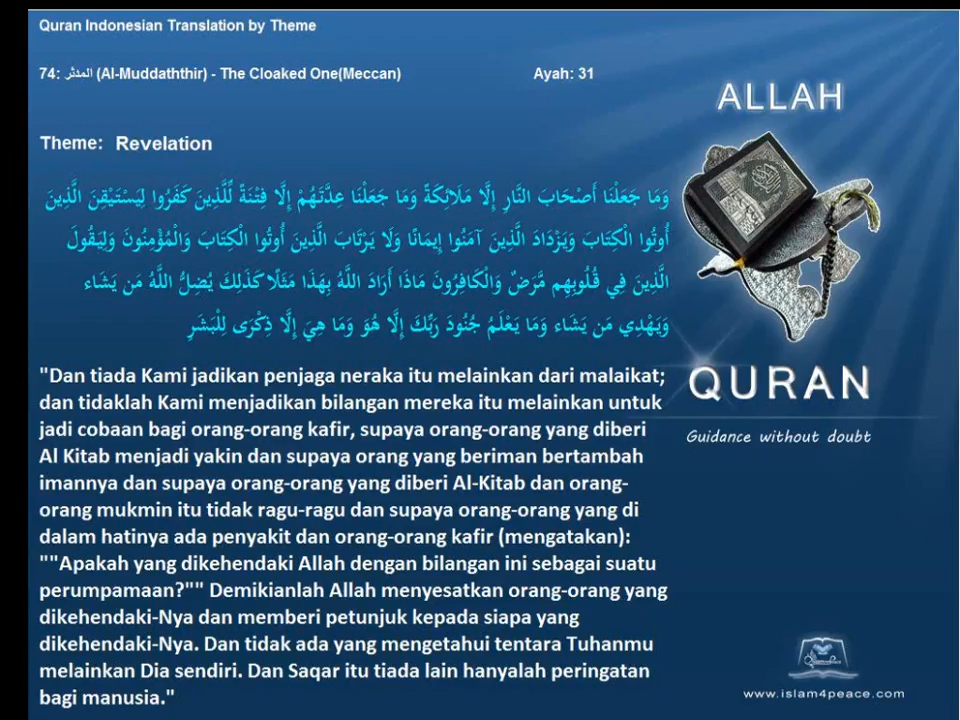 Quran Indonesian Translation by Theme
74: المدثر (Al-Muddaththir) - The Cloaked One(Meccan) Ayah: 31
Theme: Revelation
وَمَا جَعَلْنَا أَصْحَابَ النَّارِ إِلَّا مَلَائِكَةً وَمَا جَعَلْنَا عِدَّتَهُمْ إِلَّا فِتْنَةً لِّلَّذِينَ كَفَرُوا لِيَسْتَيْقِنَ الَّذِينَ
أُوتُوا الْكِتَابَ وَيَزْدَادَ الَّذِينَ آمَنُوا إِيمَانًا وَلَا يَرْتَابَ الَّذِينَ أُوتُوا الْكِتَابَ وَالْمُؤْمِنُونَ وَلِيَقُولَ
الَّذِينَ فِي قُلُوبِهِم مَّرَضٌ وَالْكَافِرُونَ مَاذَا أَرَادَ اللَّهُ بِهَذَا مَثَلًا كَذَلِكَ يُضِلُّ اللَّهُ مَن يَشَاء
وَيَهْدِي مَن يَشَاء وَمَا يَعْلَمُ جُنُودَ رَبِّكَ إِلَّا هُوَ وَمَا هِيَ إِلَّا ذِكْرَى لِلْبَشَرِ
"Dan tiada Kami jadikan penjaga neraka itu melainkan dari malaikat;
dan tidaklah Kami menjadikan bilangan mereka itu melainkan untuk
jadi cobaan bagi orang-orang kafir, supaya orang-orang yang diberi
Al Kitab menjadi yakin dan supaya orang yang beriman bertambah
imannya dan supaya orang-orang yang diberi Al-Kitab dan orang-
orang mukmin itu tidak ragu-ragu dan supaya orang-orang yang di
dalam hatinya ada penyakit dan orang-orang kafir (mengatakan):
""Apakah yang dikehendaki Allah dengan bilangan ini sebagai suatu
perumpamaan?"" Demikianlah Allah menyesatkan orang-orang yang
dikehendaki-Nya dan memberi petunjuk kepada siapa yang
dikehendaki-Nya. Dan tidak ada yang mengetahui tentara Tuhanmu
melainkan Dia sendiri. Dan Saqar itu tiada lain hanyalah peringatan
bagi manusia."
ALLAH
QURAN
Guidance without doubt
www.islam4peace.com